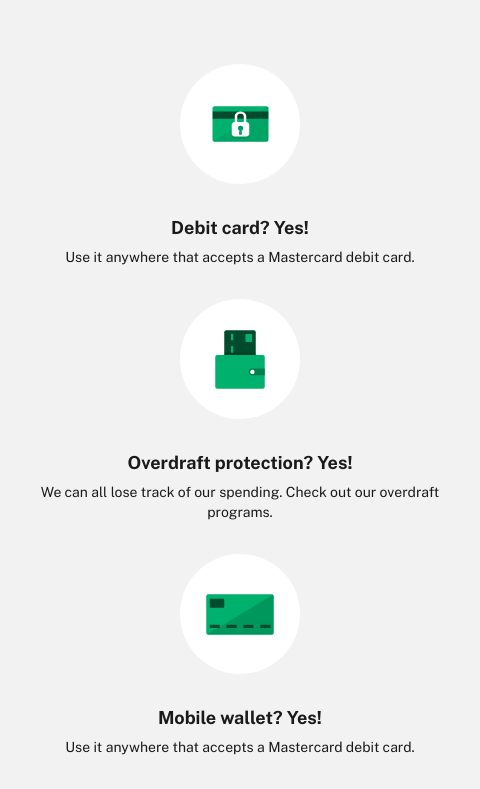 Debit card? Yes!
Use it anywhere that accepts a Mastercard debit card.
Overdraft protection? Yes!
We can all lose track of our spending. Check out our overdraft
programs.
Mobile wallet? Yes!
Use it anywhere that accepts a Mastercard debit card.